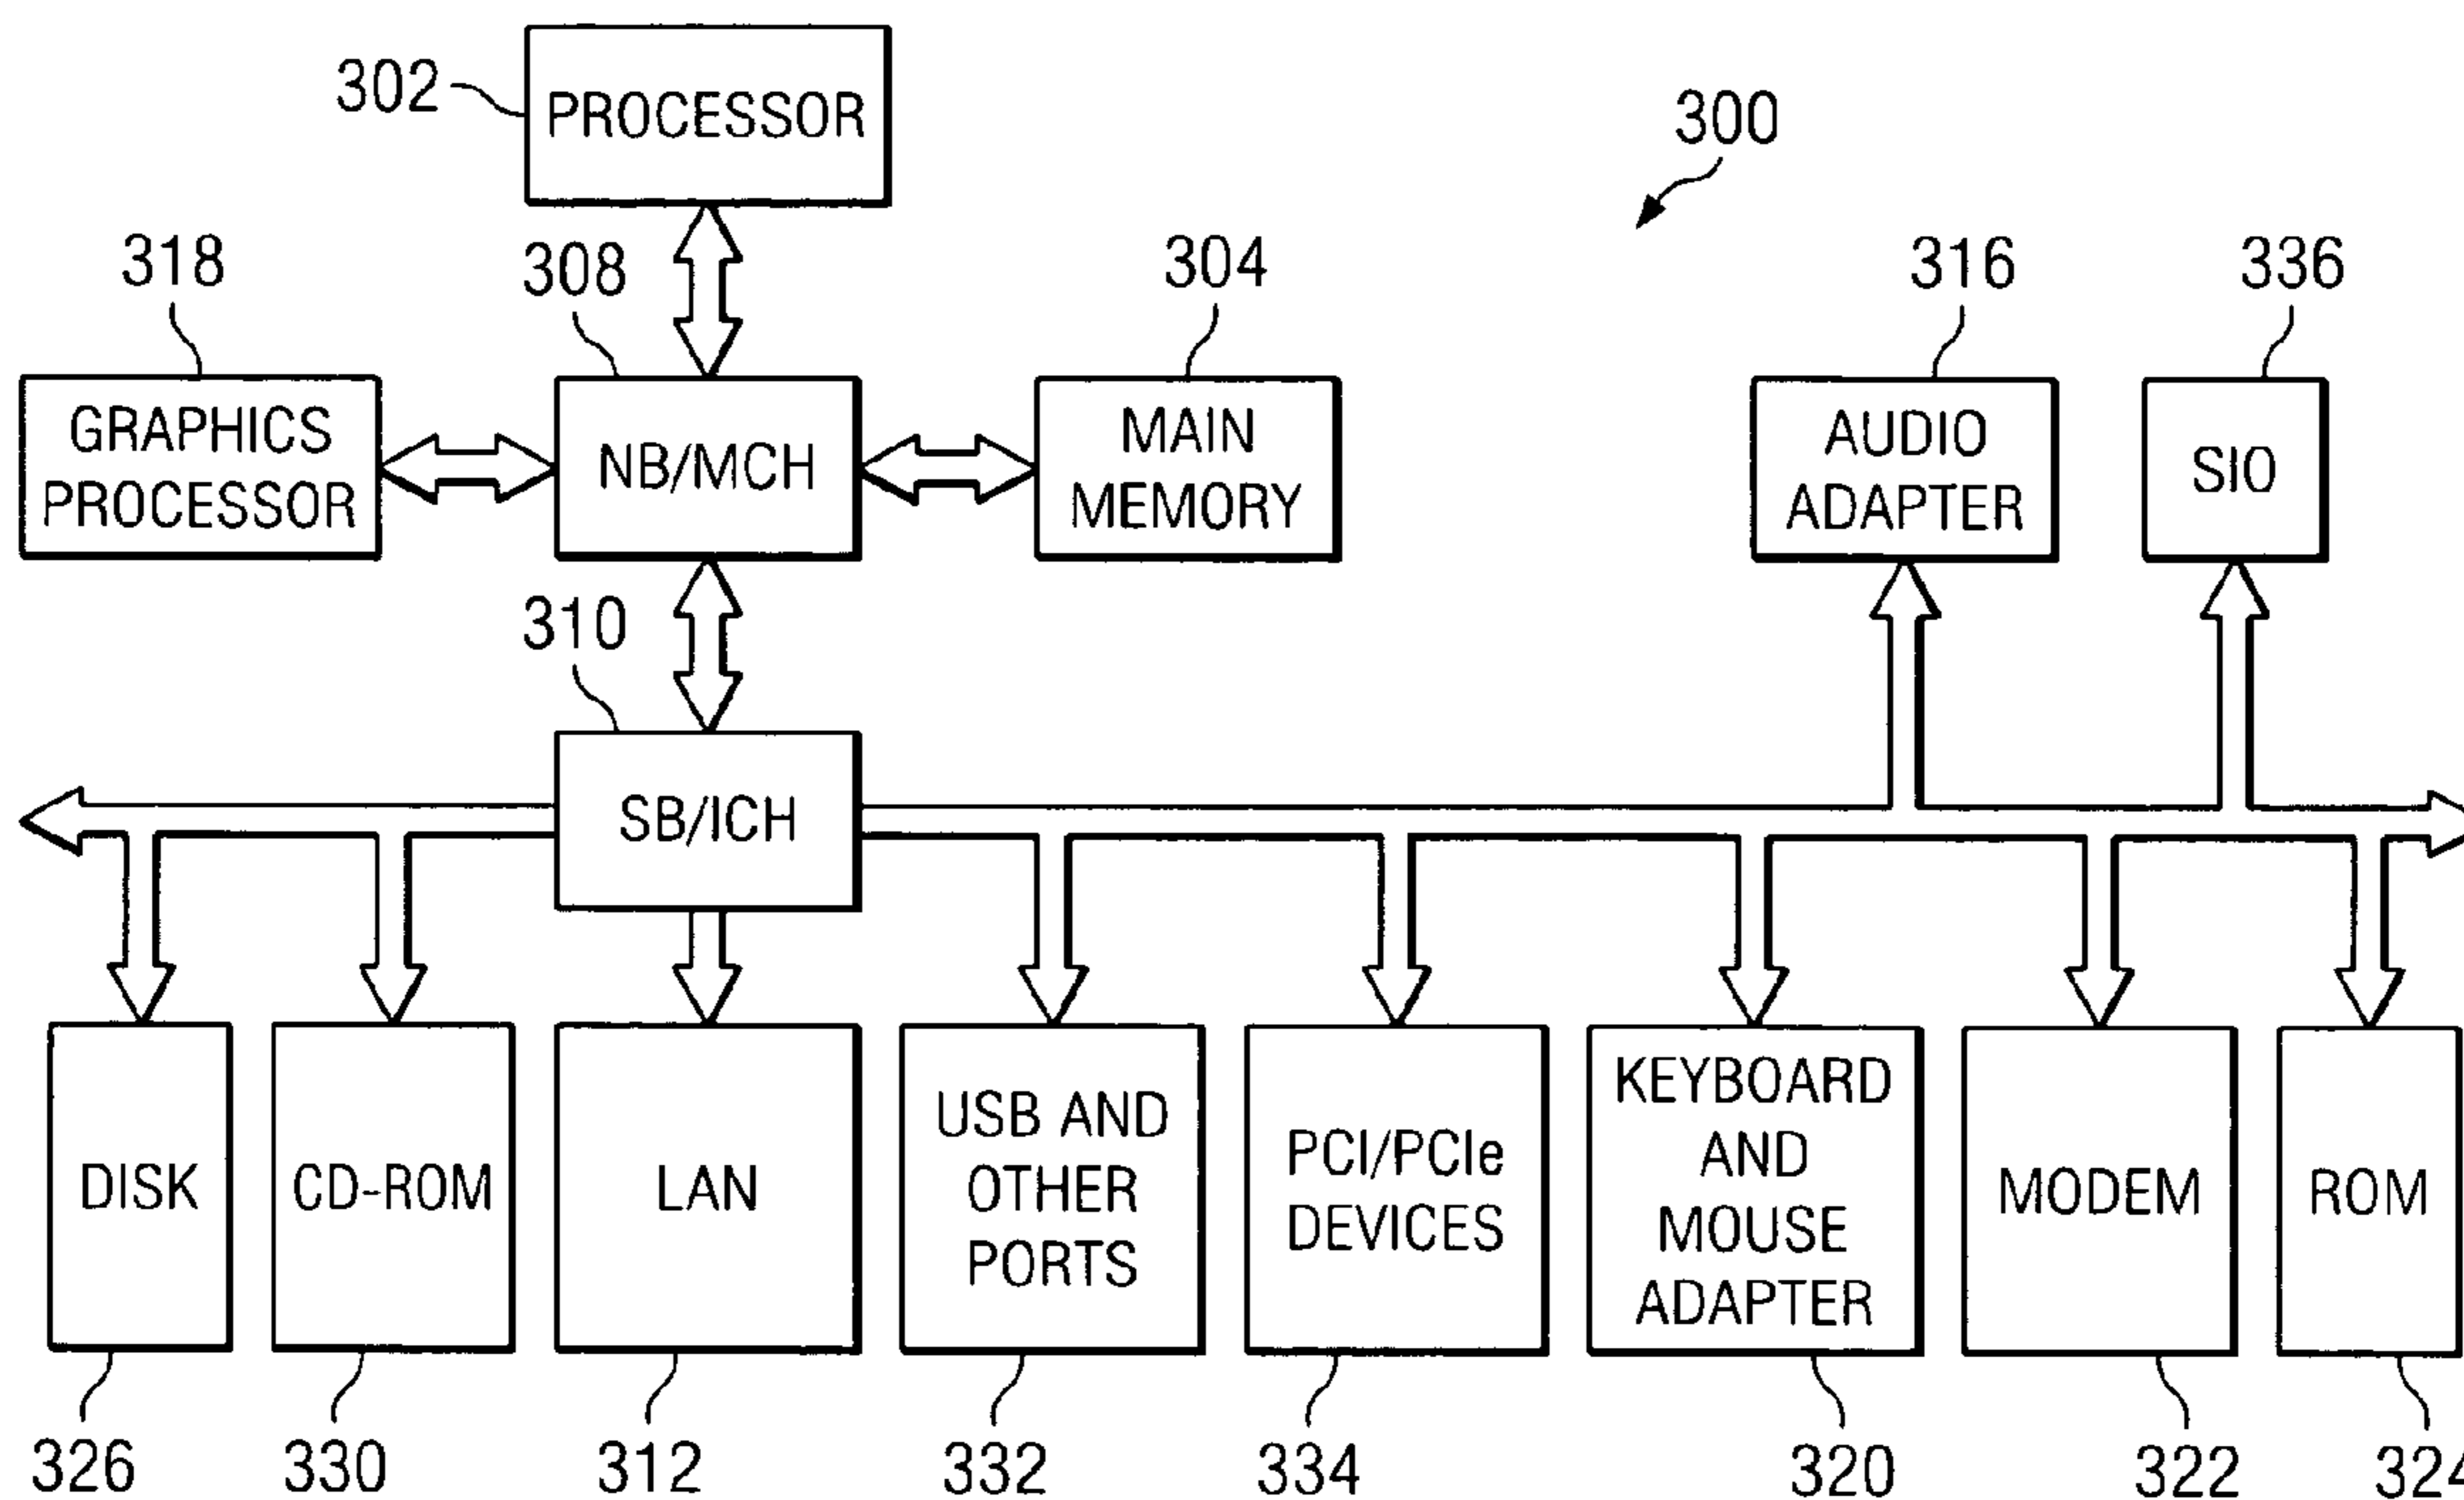 302
PROCESSOR
300
318
308
304
316
336
GRAPHICS
PROCESSOR
NB/MCH
MAIN
MEMORY
AUDIO
ADAPTER
SIO
310
SB/ICH
DISK
CD-ROM
LAN
USB AND
OTHER
PORTS
PCI/PCIe
DEVICES
KEYBOARD
AND
MOUSE
ADAPTER
MODEM
ROM
326
330
312
332
334
320
322
324